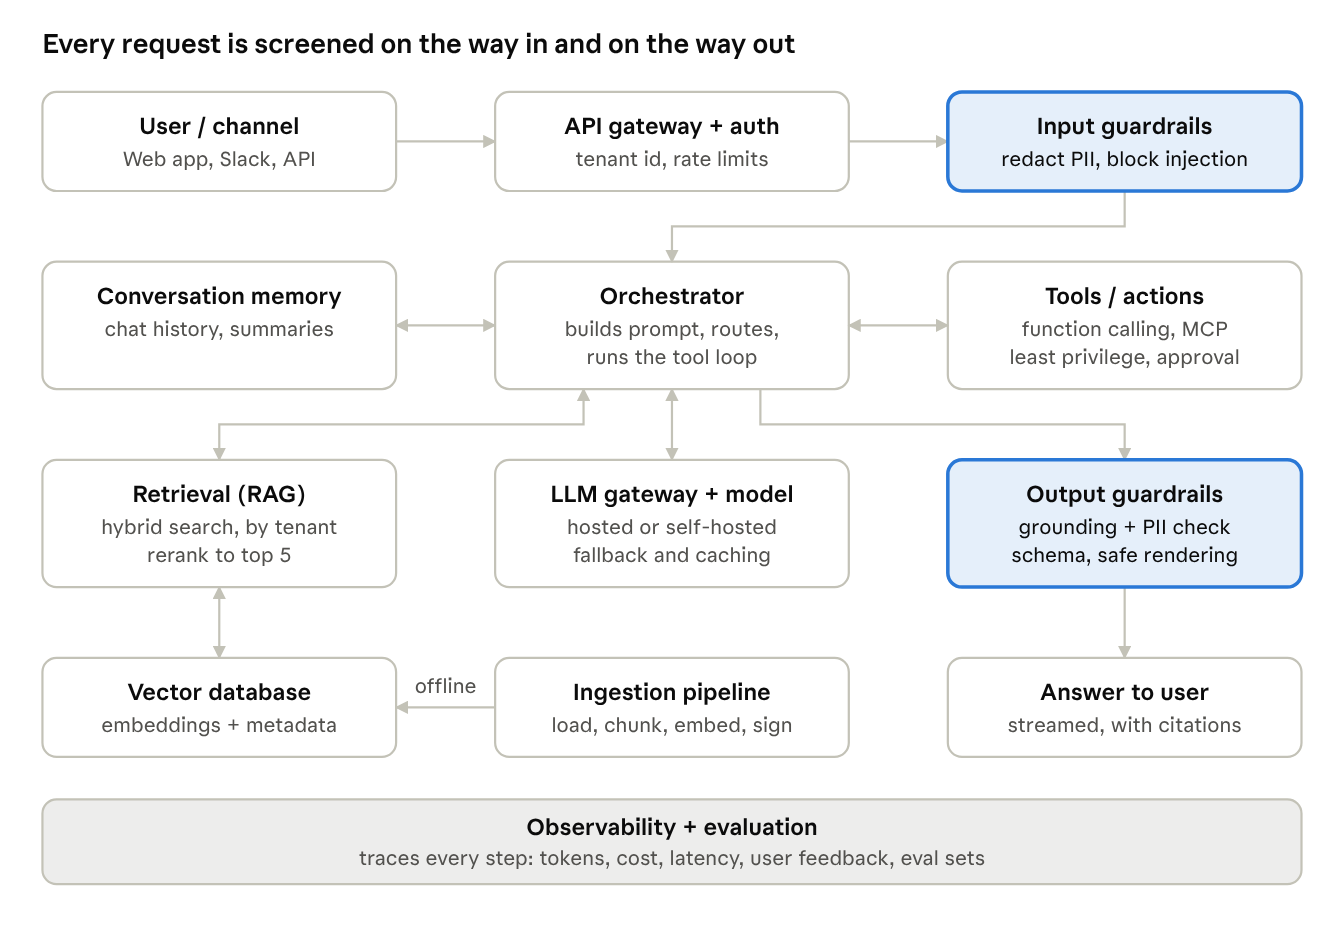 Every request is screened on the way in and on the way out
User / channel
Web app, Slack, API
API gateway + auth
tenant id, rate limits
Input guardrails
redact PII, block injection
Conversation memory
chat history, summaries
Orchestrator
builds prompt, routes,
runs the tool loop
Tools / actions
function calling, MCP
least privilege, approval
Retrieval (RAG)
hybrid search, by tenant
rerank to top 5
LLM gateway + model
hosted or self-hosted
fallback and caching
Output guardrails
grounding + PII check
schema, safe rendering
Vector database
embeddings + metadata
offline
Ingestion pipeline
load, chunk, embed, sign
Answer to user
streamed, with citations
Observability + evaluation
traces every step: tokens, cost, latency, user feedback, eval sets